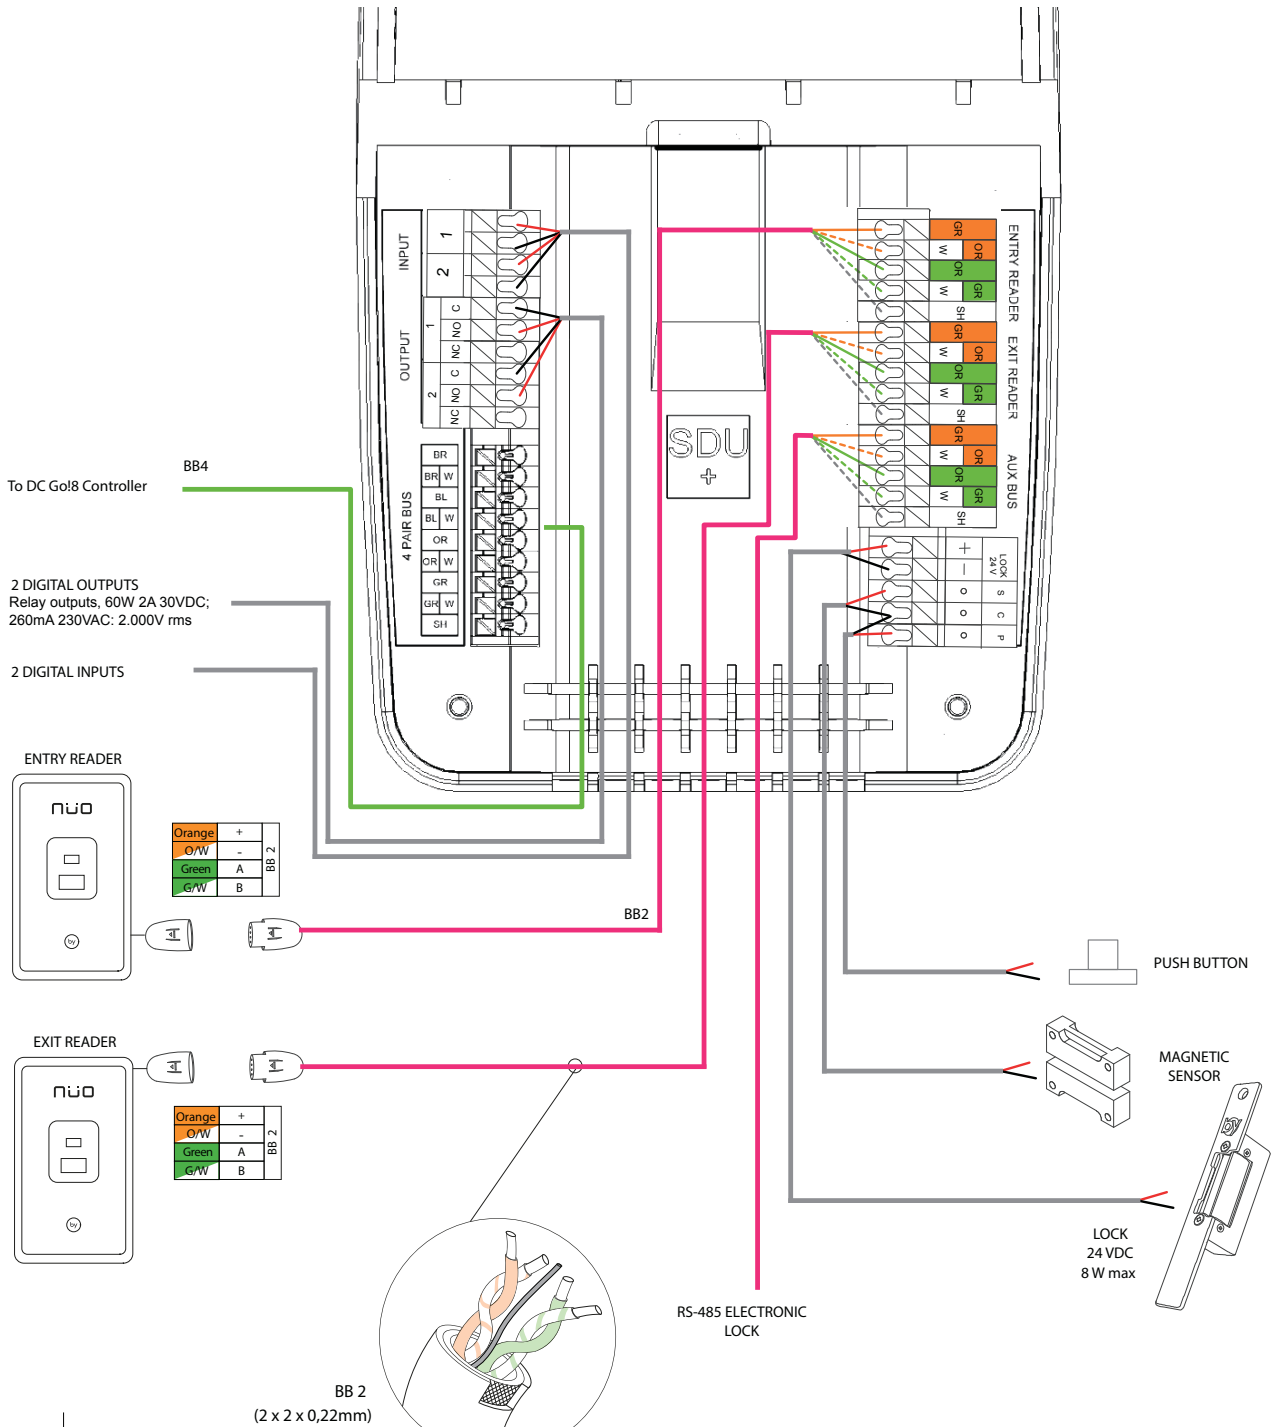 INPUT
1
2
OUTPUT
1
C
NO
NC
2
C
NO
NC
4 PAIR BUS
BR
BR W
BL
BL W
OR
OR W
GR
GR W
SH
SDU
+
ENTRY READER
GR
W OR
OR
W GR
SH
EXIT READER
GR
W OR
OR
W GR
SH
AUX BUS
GR
W OR
OR
W GR
SH
LOCK
24 V
+
−
S
C
P
BB4
To DC Go!8 Controller
2 DIGITAL OUTPUTS
Relay outputs, 60W 2A 30VDC;
260mA 230VAC: 2.000V rms
2 DIGITAL INPUTS
ENTRY READER
nüo
by
Orange +
O/W -
Green A
G/W B
BB 2
BB2
EXIT READER
nüo
by
Orange +
O/W -
Green A
G/W B
BB 2
PUSH BUTTON
MAGNETIC
SENSOR
by
LOCK
24 VDC
8 W max
RS-485 ELECTRONIC
LOCK
BB 2
(2 x 2 x 0,22mm)